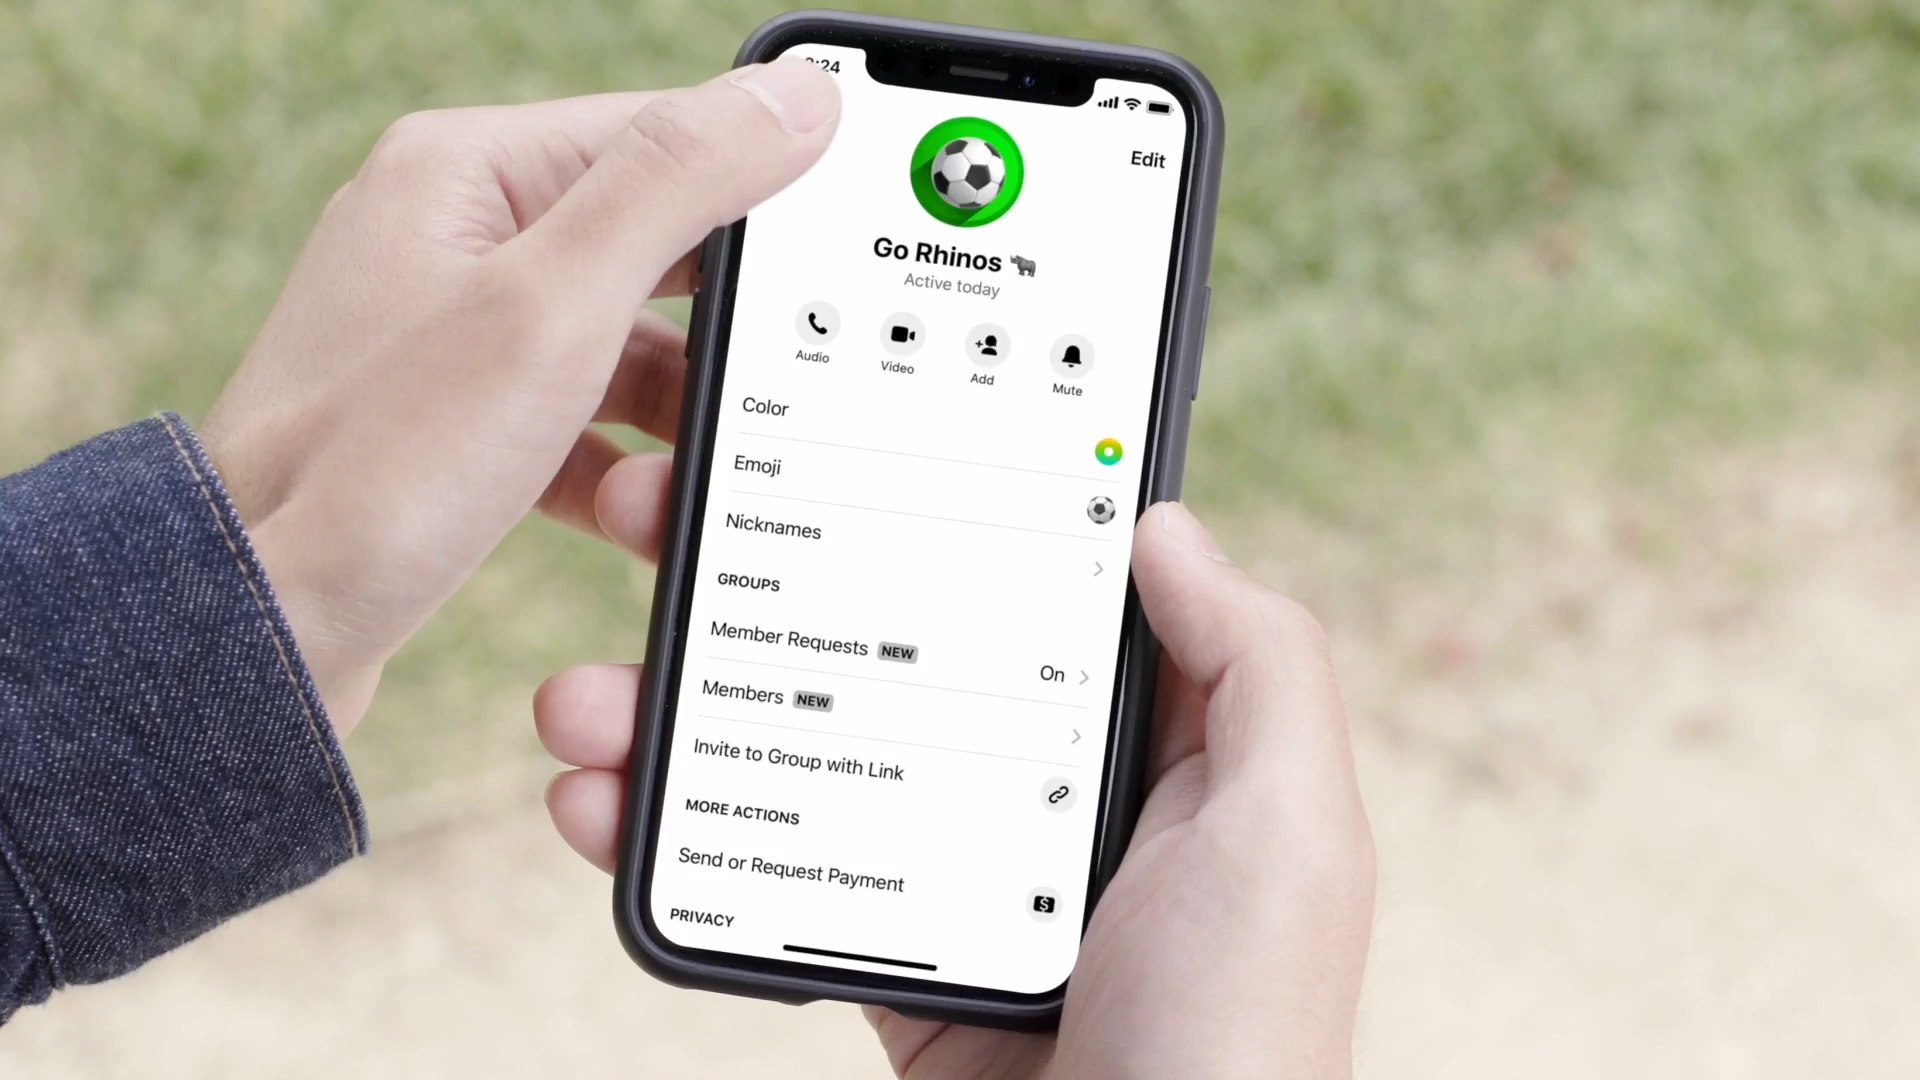 :24
Edit
Go Rhinos 🦏
Active today
Audio
Video
Add
Mute
Color
Emoji
Nicknames
GROUPS
Member Requests NEW
On
Members NEW
Invite to Group with Link
MORE ACTIONS
Send or Request Payment
PRIVACY